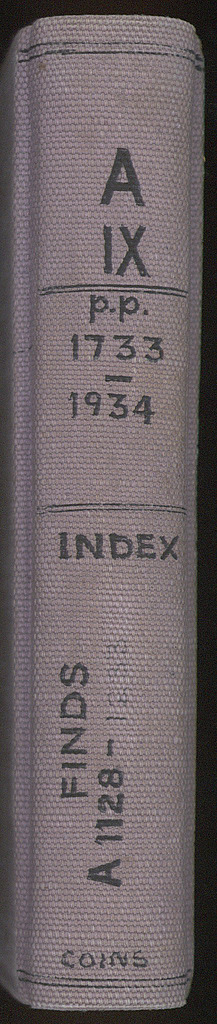 A
IX
p.p.
1733
—
1934
INDEX
FINDS
A 1128 -
COINS